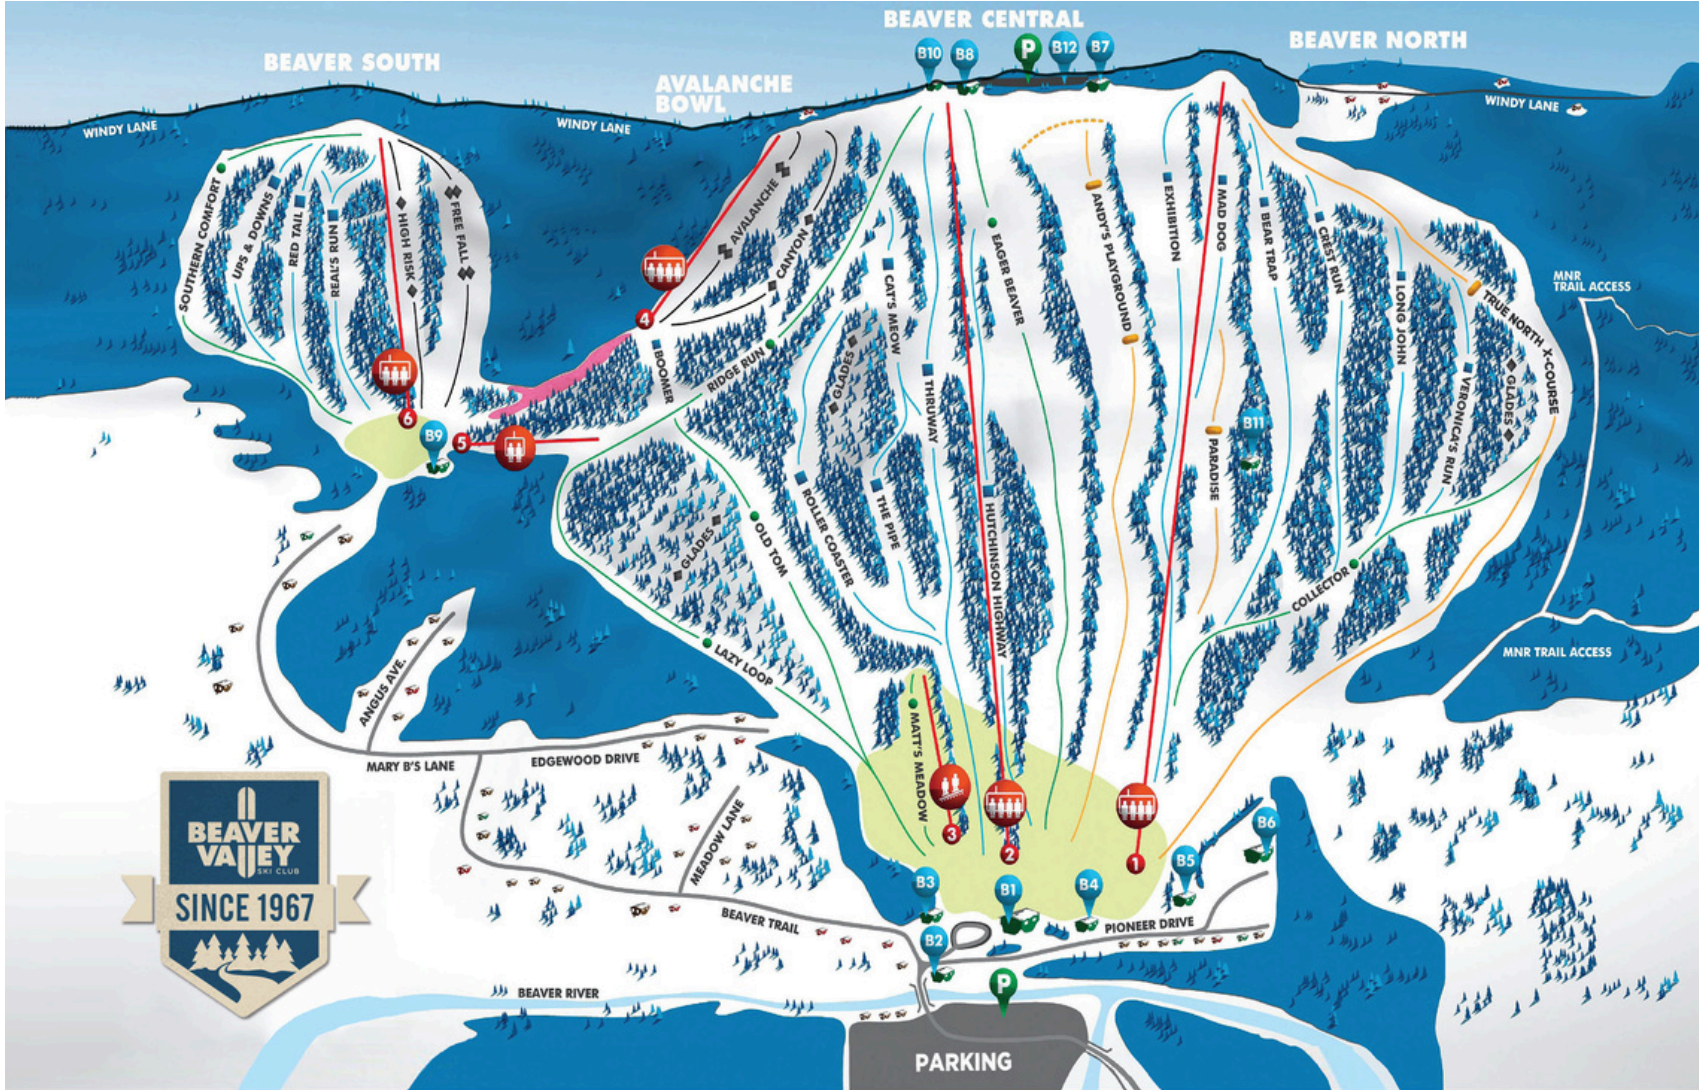 BEAVER CENTRAL
BEAVER NORTH
BEAVER SOUTH
AVALANCHE
BOWL
B10
B8
P
B12
B7
WINDY LANE
WINDY LANE
WINDY LANE
SOUTHERN COMFORT
UPS & DOWNS
RED TAIL
REAL'S RUN
HIGH RISK
FREE FALL
AVALANCHE
CANYON
CAT'S MEOW
EAGER BEAVER
ANDY'S PLAYGROUND
EXHIBITION
MAD DOG
BEAR TRAP
CREST RUN
LONG JOHN
TRUE NORTH X-COURSE
MNR
TRAIL ACCESS
4
BOOMER
RIDGE RUN
GLADES
THRUWAY
VERONICA'S RUN
GLADES
6
B9
5
B11
PARADISE
ROLLER COASTER
THE PIPE
HUTCHINSON HIGHWAY
OLD TOM
GLADES
COLLECTOR
LAZY LOOP
MNR TRAIL ACCESS
ANGUS AVE.
MATT'S MEADOW
MARY B'S LANE
EDGEWOOD DRIVE
MEADOW LANE
3
2
1
B6
B5
B3
B1
B4
BEAVER TRAIL
PIONEER DRIVE
B2
P
BEAVER RIVER
PARKING
BEAVER
VALLEY
SKI CLUB
SINCE 1967